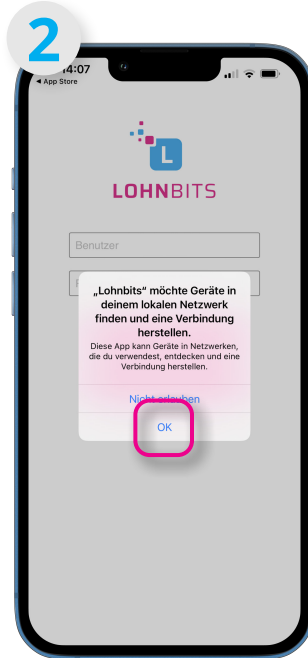 2
14:07
◀ App Store
L
LOHNBITS
Benutzer
„Lohnbits“ möchte Geräte in
deinem lokalen Netzwerk
finden und eine Verbindung
herstellen.
Diese App kann Geräte in Netzwerken,
die du verwendest, entdecken und eine
Verbindung herstellen.
Nicht erlauben
OK